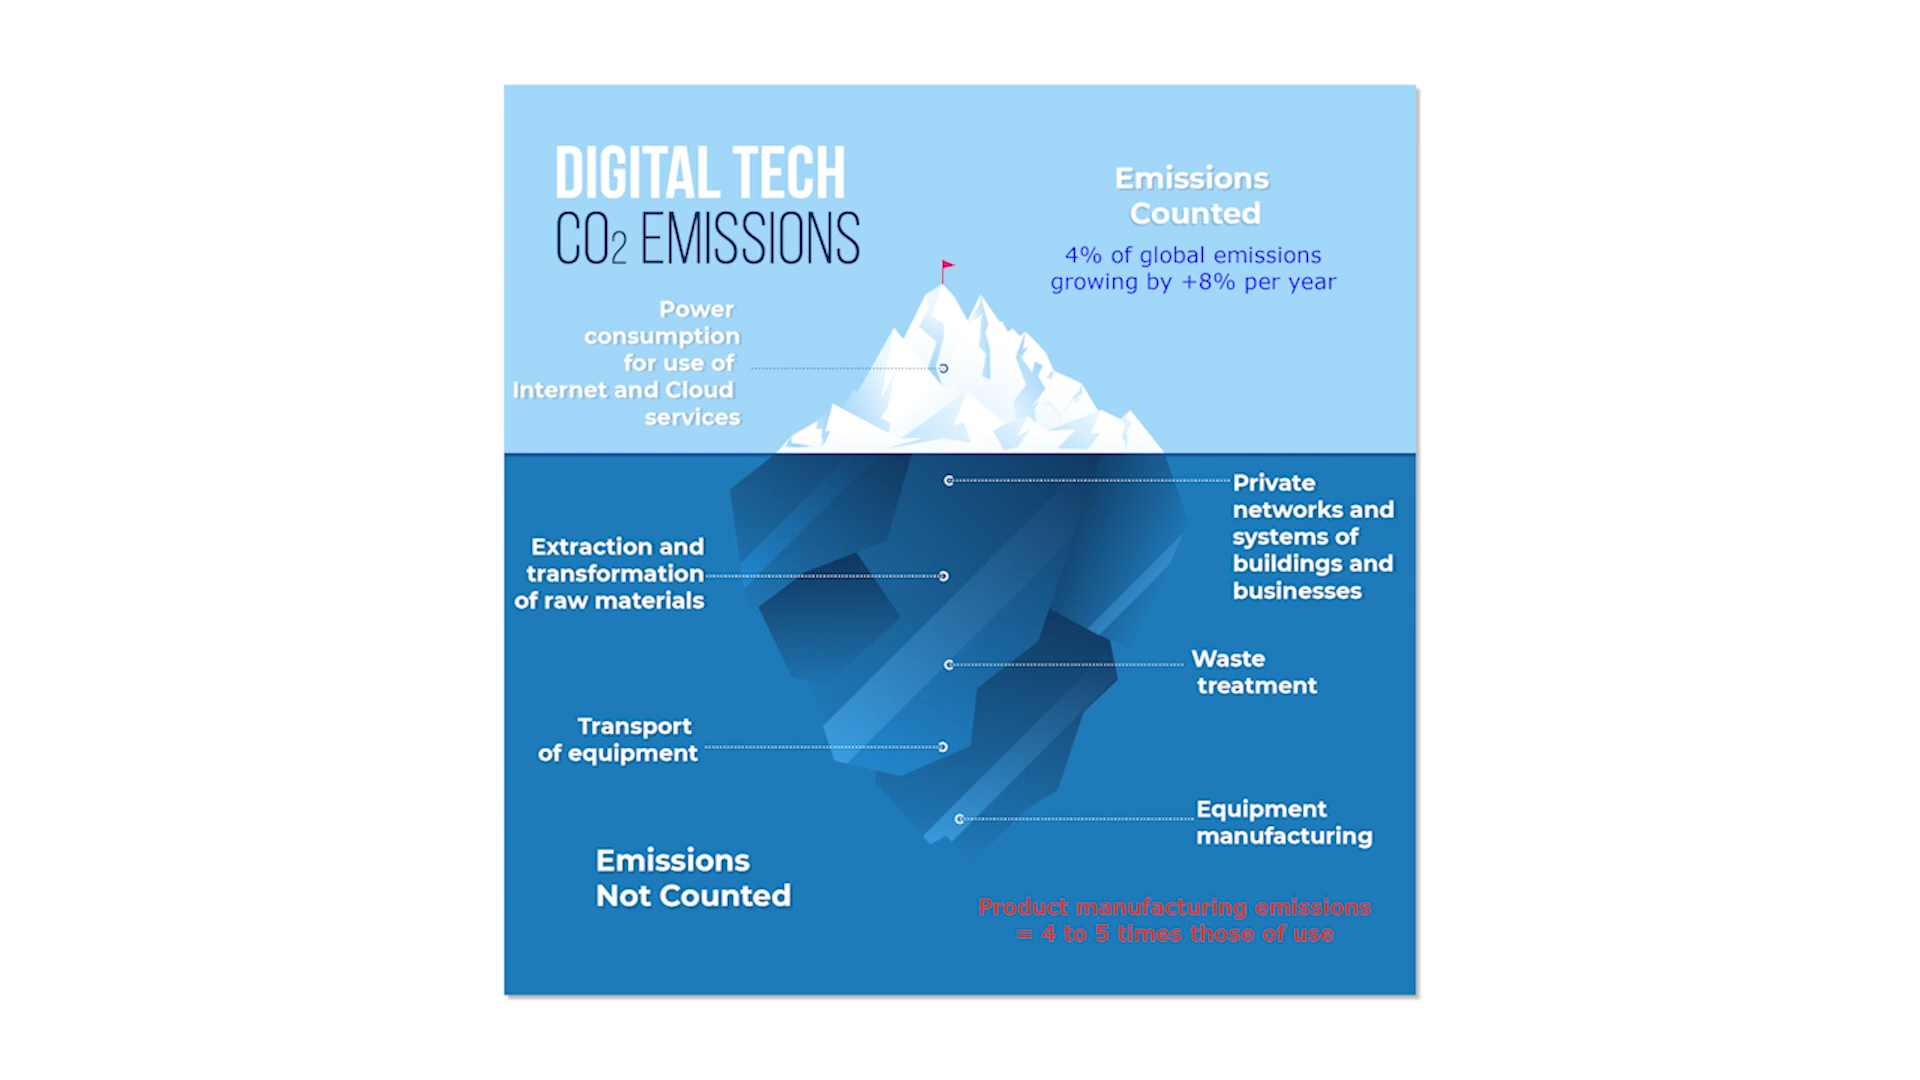 DIGITAL TECH
CO2 EMISSIONS
Emissions
Counted
4% of global emissions
growing by +8% per year
Power
consumption
for use of
Internet and Cloud
services
Private
networks and
systems of
buildings and
businesses
Extraction and
transformation
of raw materials
Waste
treatment
Transport
of equipment
Equipment
manufacturing
Emissions
Not Counted
Product manufacturing emissions
= 4 to 5 times those of use